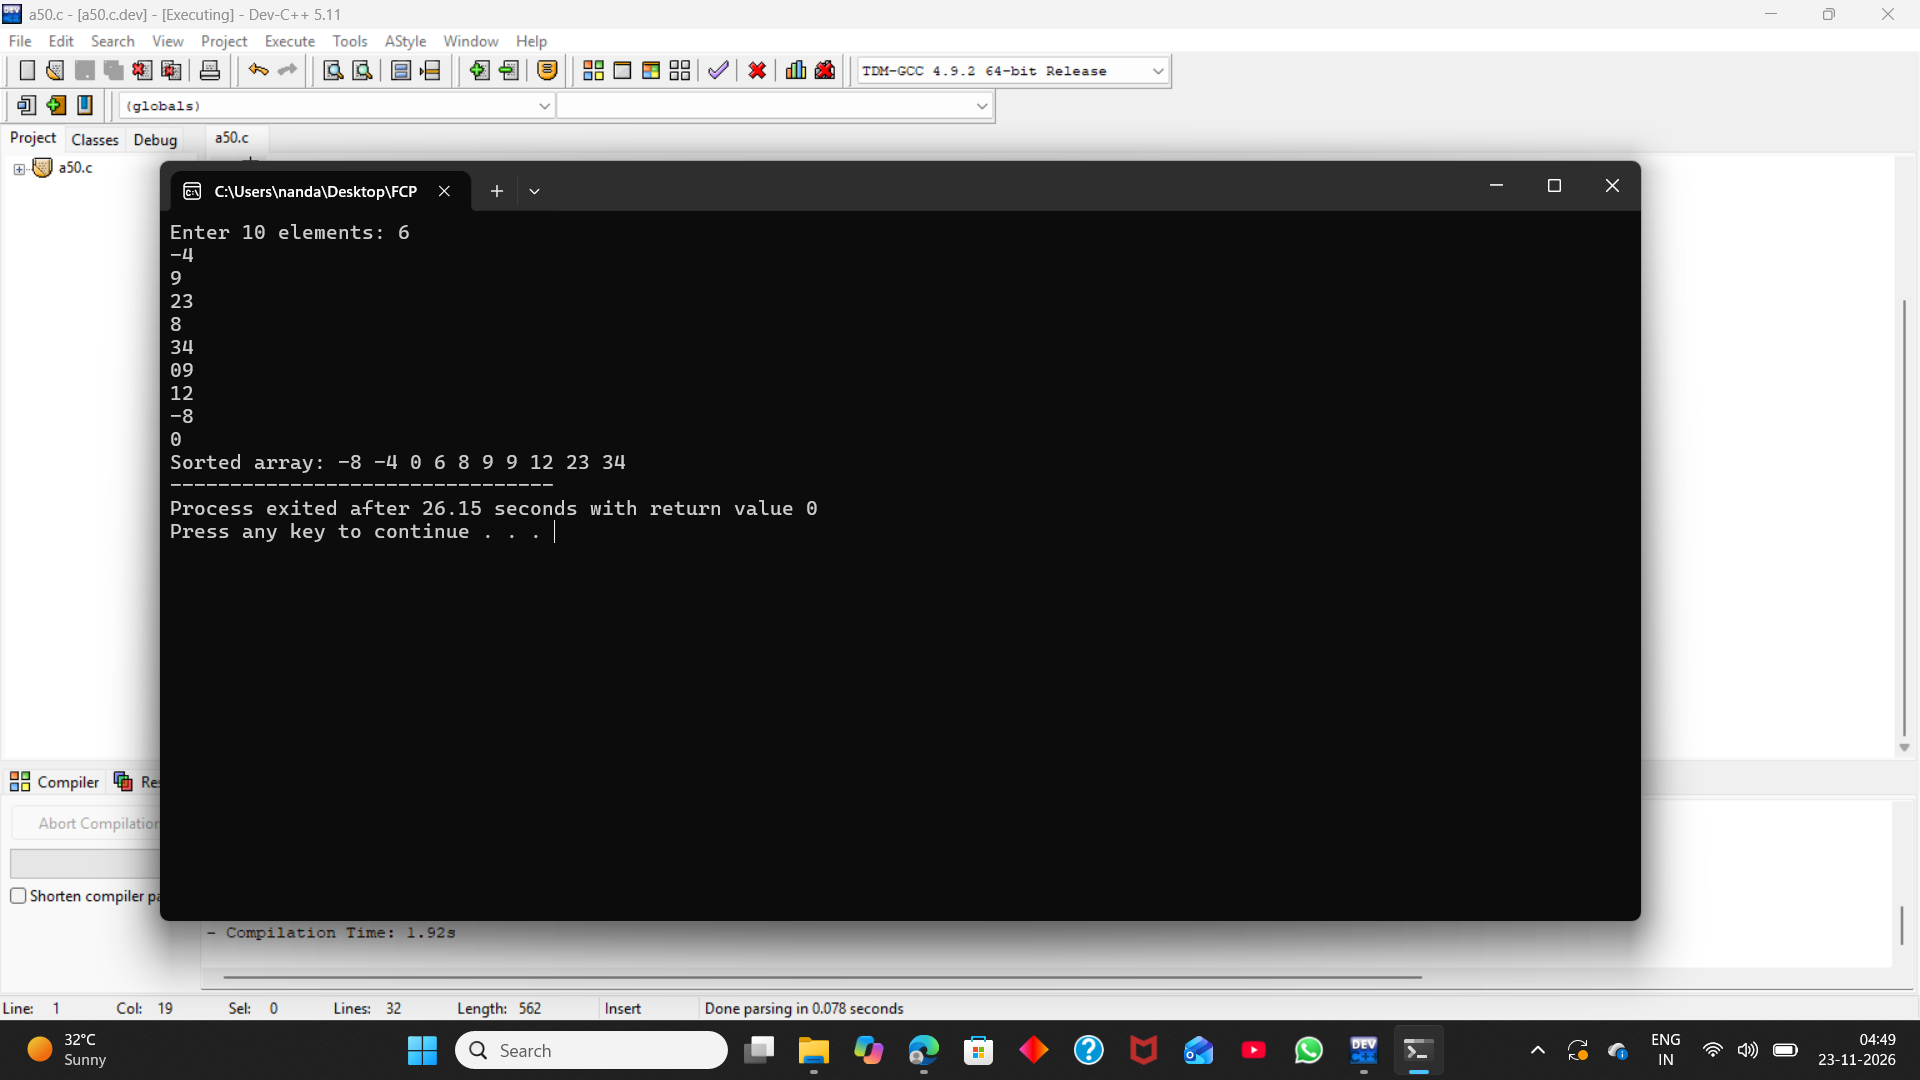 a50.c - [a50.c.dev] - [Executing] - Dev-C++ 5.11
File Edit Search View Project Execute Tools AStyle Window Help
TDM-GCC 4.9.2 64-bit Release
(globals)
Project Classes Debug a50.c
a50.c
C:\Users\nanda\Desktop\FCP
Enter 10 elements: 6
-4
9
23
8
34
09
12
-8
0
Sorted array: -8 -4 0 6 8 9 9 12 23 34
--------------------------------
Process exited after 26.15 seconds with return value 0
Press any key to continue . . .
Compiler Res
Abort Compilation
Shorten compiler pa
- Compilation Time: 1.92s
Line: 1 Col: 19 Sel: 0 Lines: 32 Length: 562 Insert Done parsing in 0.078 seconds
32°C
Sunny
Search
DEV
ENG
IN
04:49
23-11-2026